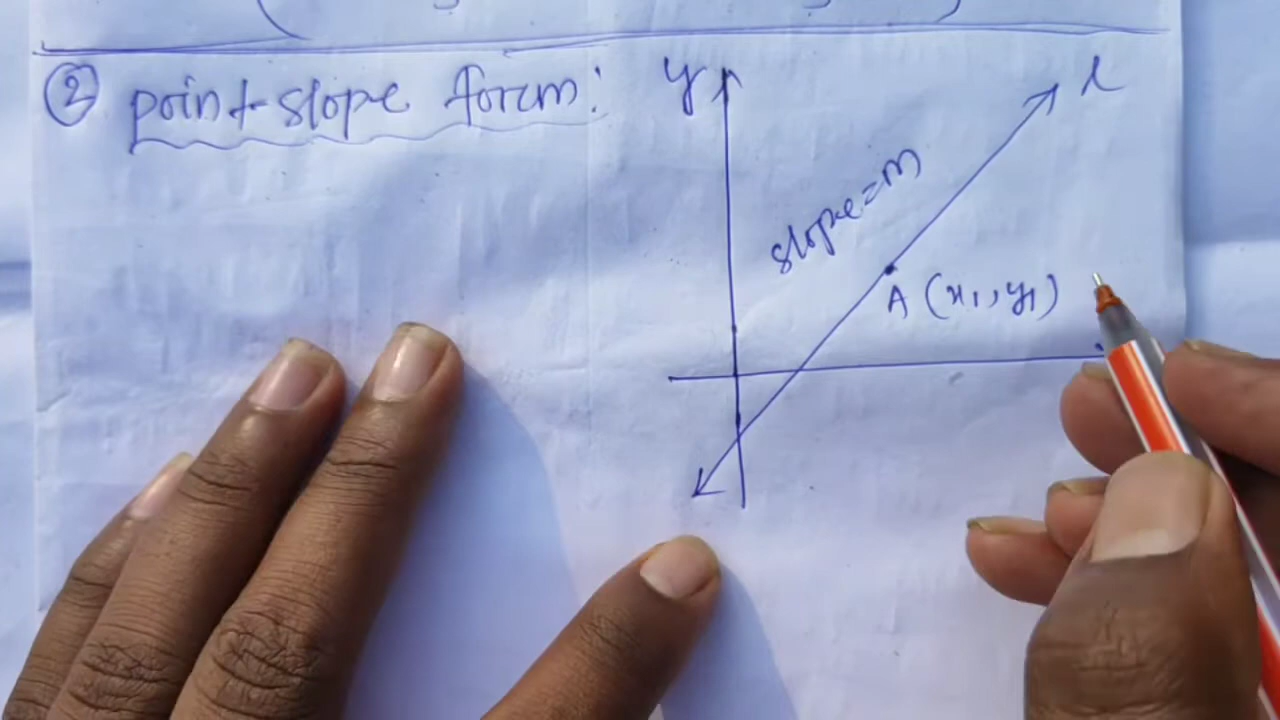 ② point-slope form:
y
l
slope=m
A (x₁, y₁)